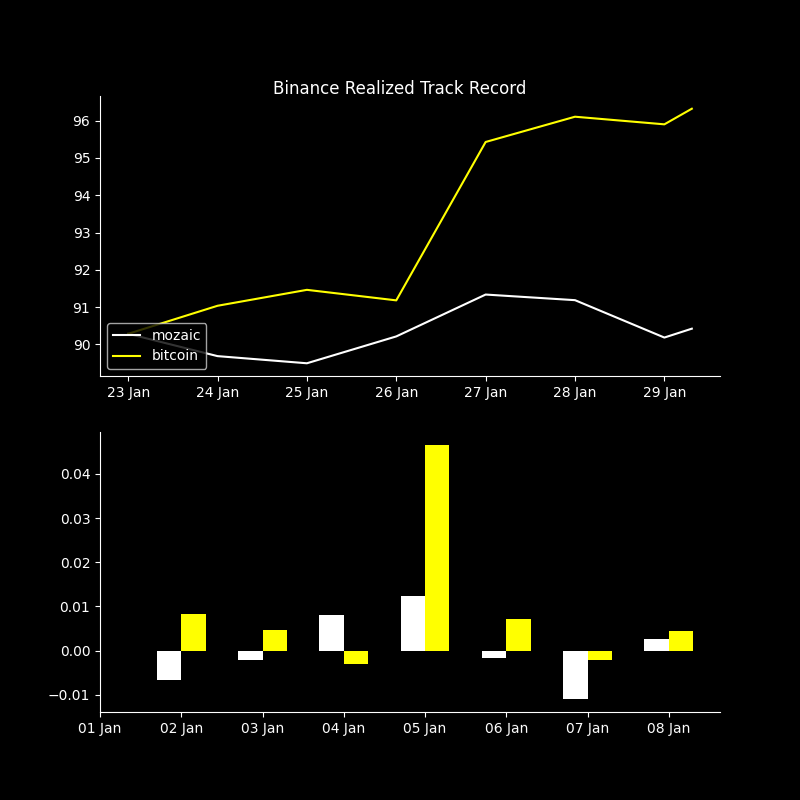 Binance Realized Track Record
96
95
94
93
92
91
90
mozaic
bitcoin
23 Jan 24 Jan 25 Jan 26 Jan 27 Jan 28 Jan 29 Jan
0.04
0.03
0.02
0.01
0.00
−0.01
01 Jan 02 Jan 03 Jan 04 Jan 05 Jan 06 Jan 07 Jan 08 Jan